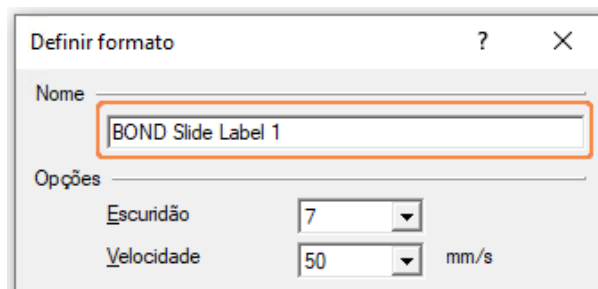 Definir formato ? X
Nome
BOND Slide Label 1
Opções
Escuridão 7
Velocidade 50 mm/s